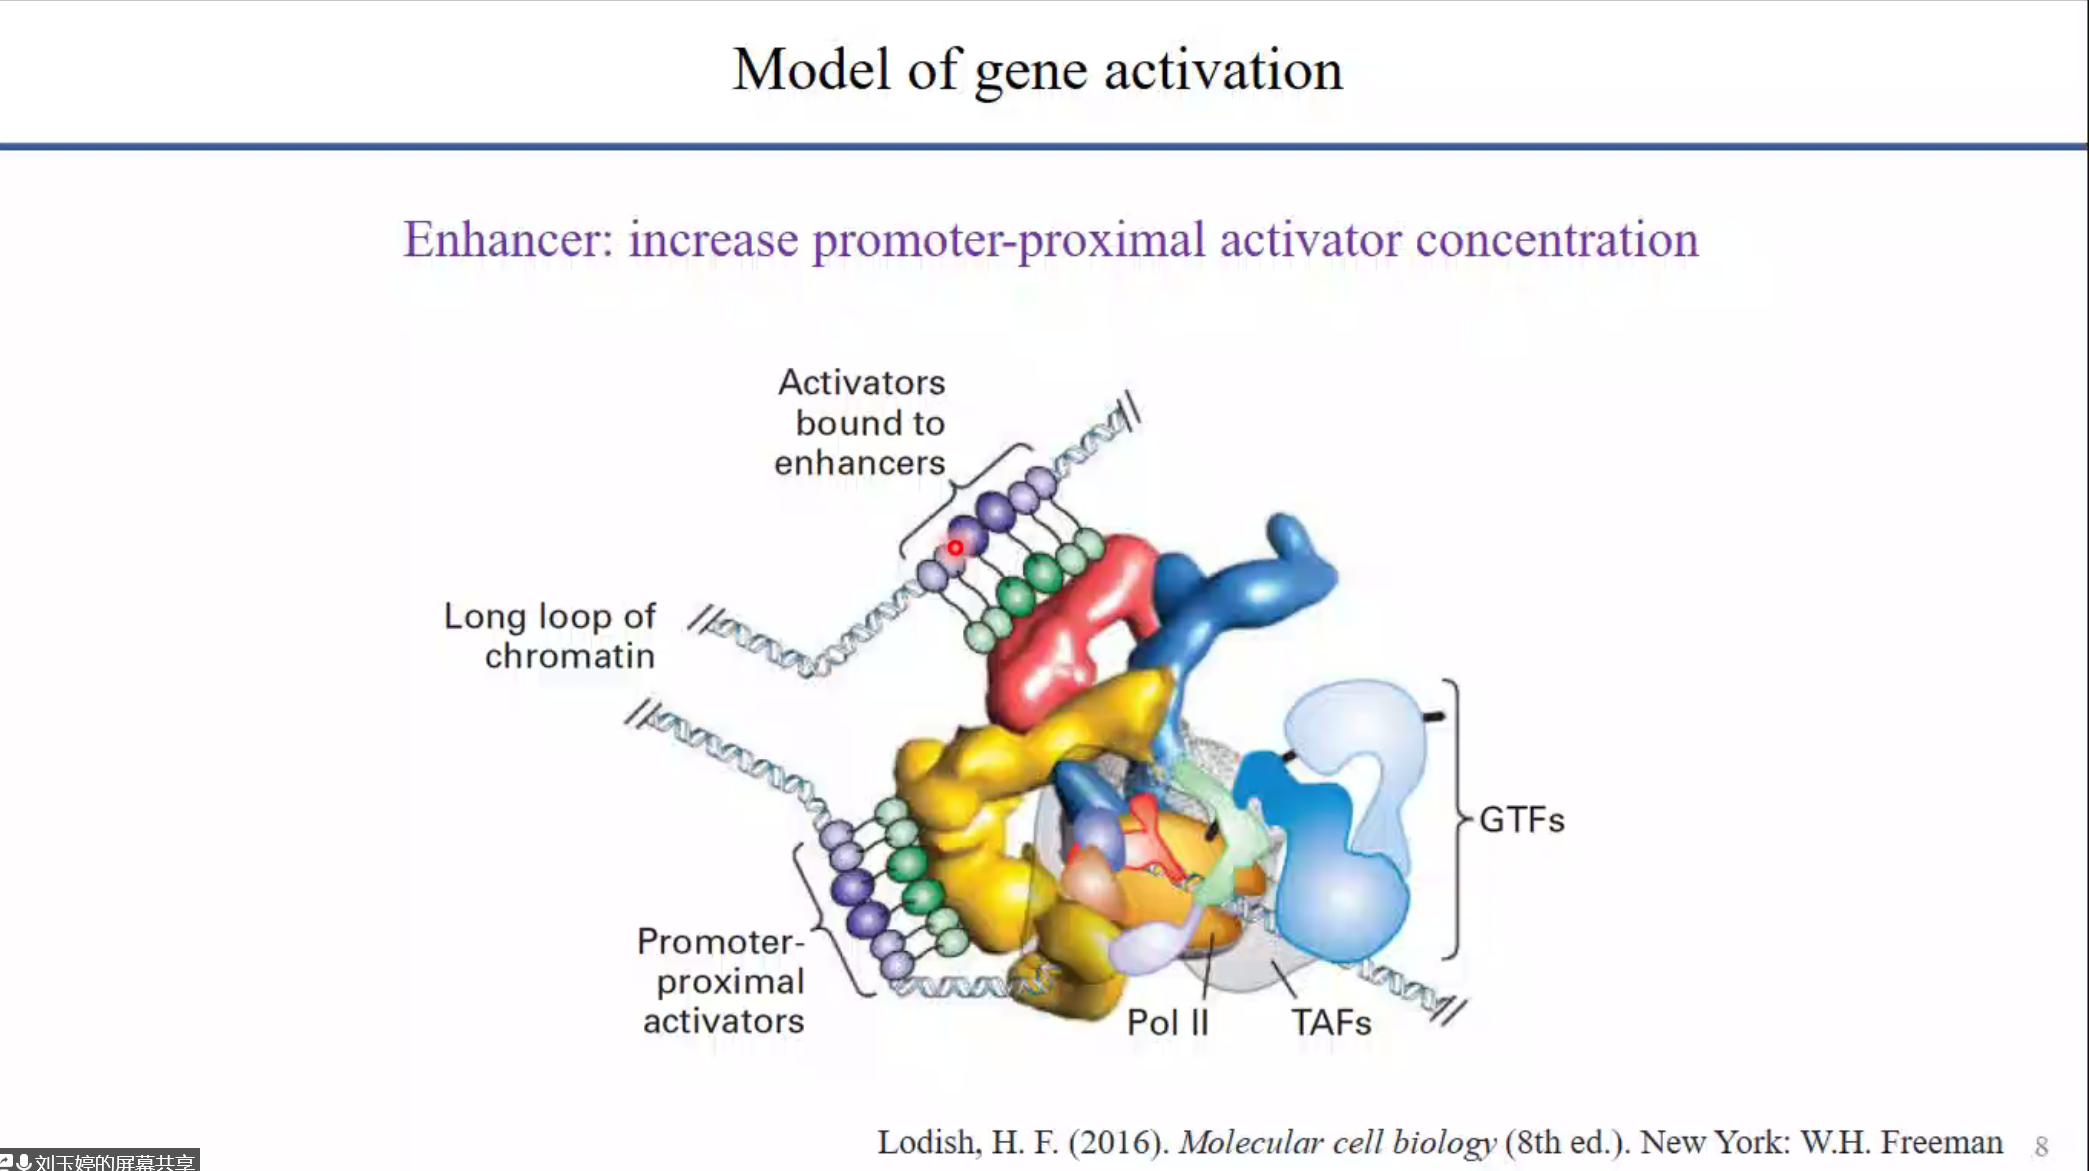 Model of gene activation
Enhancer: increase promoter-proximal activator concentration
Activators
bound to
enhancers
Long loop of
chromatin
GTFs
Promoter-
proximal
activators
Pol II
TAFs
Lodish, H. F. (2016). Molecular cell biology (8th ed.). New York: W.H. Freeman
8
刘玉婷的屏幕共享